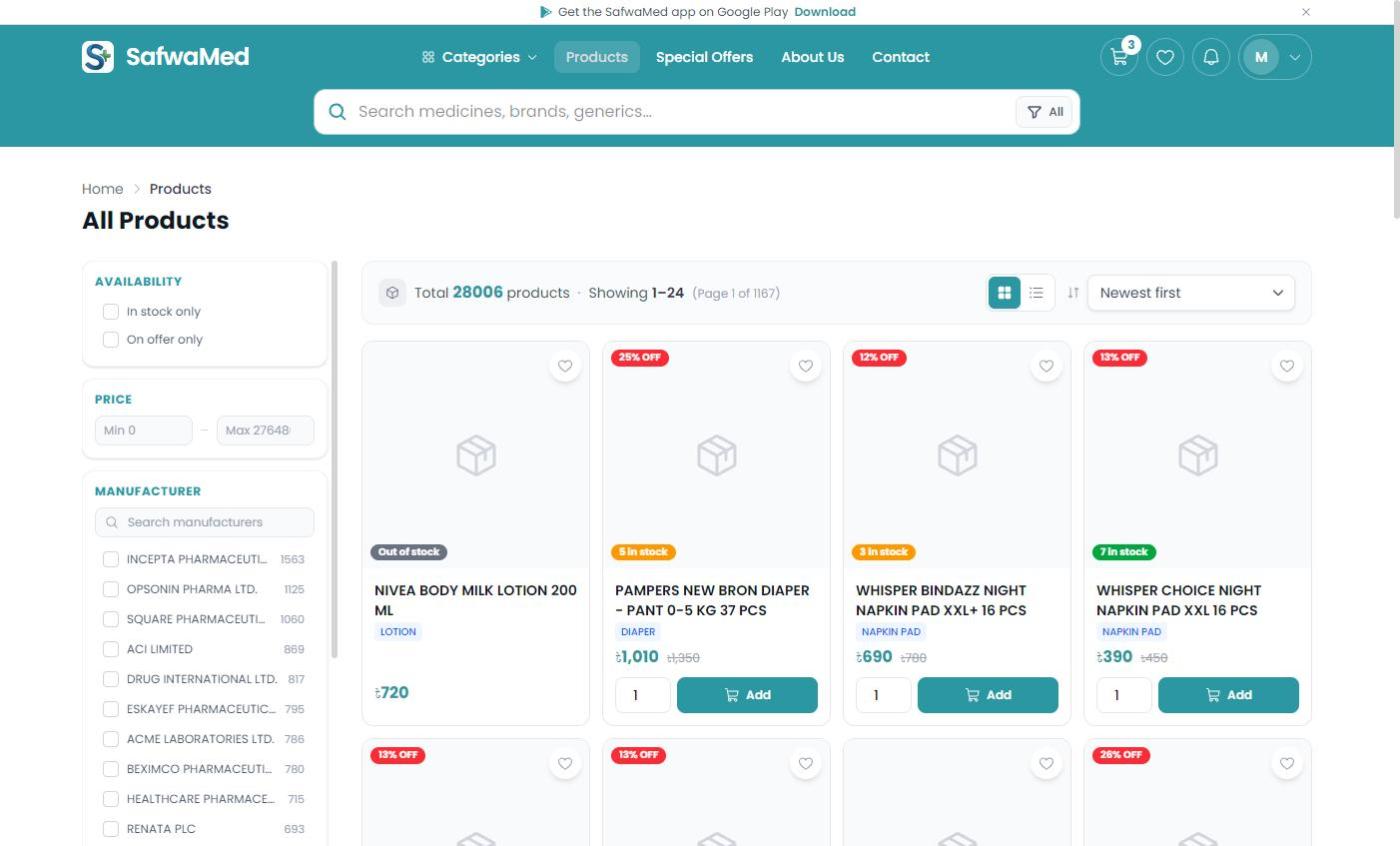 Get the SafwaMed app on Google Play Download
SafwaMed
Categories
Products
Special Offers
About Us
Contact
3
M
Search medicines, brands, generics...
All
Home > Products
All Products
AVAILABILITY
In stock only
On offer only
PRICE
Min 0 – Max 27648
MANUFACTURER
Search manufacturers
INCEPTA PHARMACEUTI... 1563
OPSONIN PHARMA LTD. 1125
SQUARE PHARMACEUTI... 1060
ACI LIMITED 869
DRUG INTERNATIONAL LTD. 817
ESKAYEF PHARMACEUTIC... 795
ACME LABORATORIES LTD. 786
BEXIMCO PHARMACEUTI... 780
HEALTHCARE PHARMACE... 715
RENATA PLC 693
Total 28006 products · Showing 1–24 (Page 1 of 1167)
Newest first
Out of stock
NIVEA BODY MILK LOTION 200
ML
LOTION
৳720
25% OFF
5 in stock
PAMPERS NEW BRON DIAPER
- PANT 0-5 KG 37 PCS
DIAPER
৳1,010 ৳1,350
1 Add
12% OFF
3 in stock
WHISPER BINDAZZ NIGHT
NAPKIN PAD XXL+ 16 PCS
NAPKIN PAD
৳690 ৳780
1 Add
13% OFF
7 in stock
WHISPER CHOICE NIGHT
NAPKIN PAD XXL 16 PCS
NAPKIN PAD
৳390 ৳450
1 Add
13% OFF
13% OFF
26% OFF